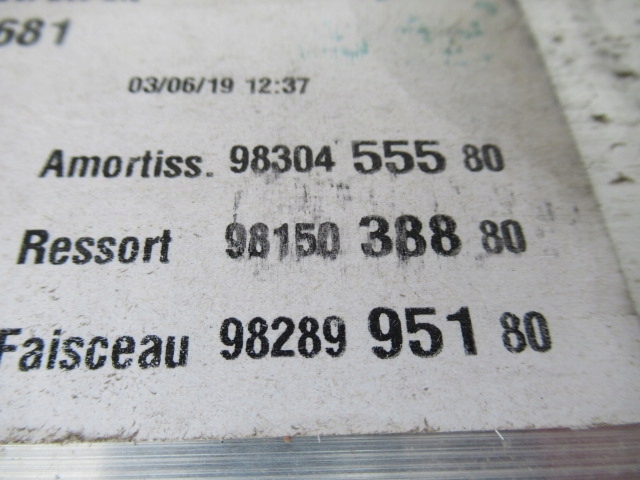 681
03/06/19 12:37
Amortiss. 98304 555 80
Ressort 98150 388 80
Faisceau 98289 951 80